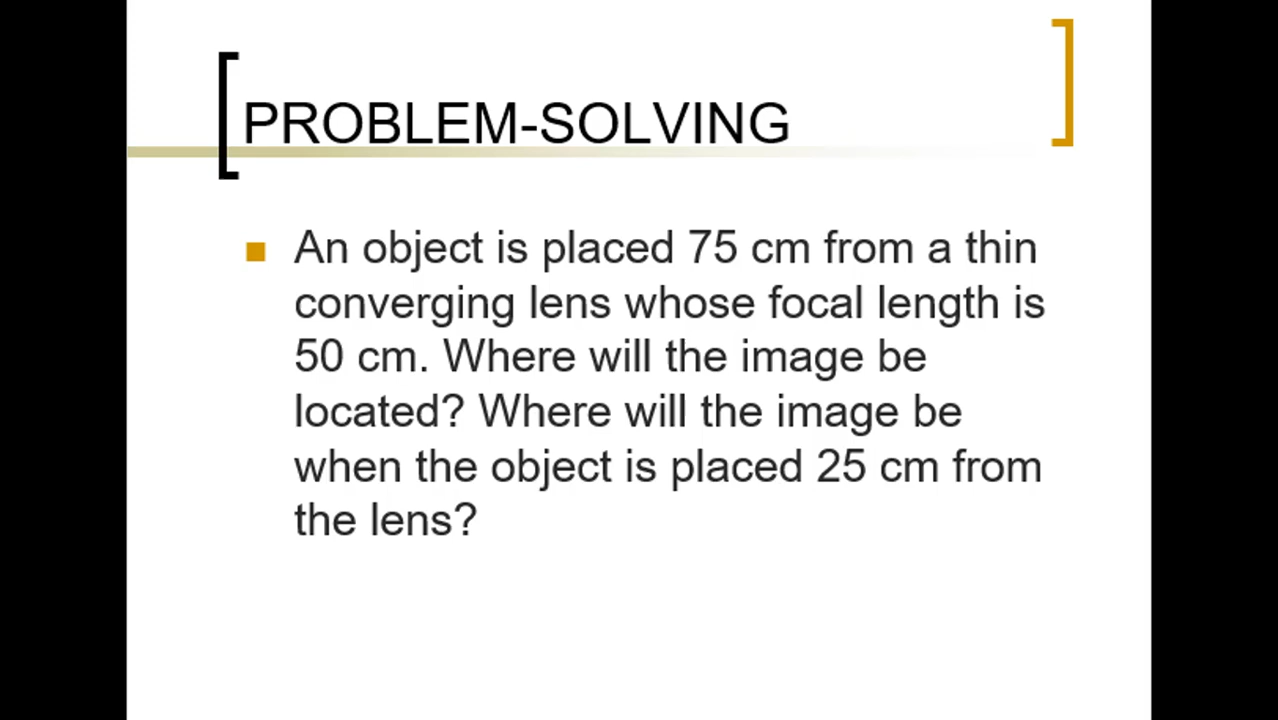 PROBLEM-SOLVING
An object is placed 75 cm from a thin
converging lens whose focal length is
50 cm. Where will the image be
located? Where will the image be
when the object is placed 25 cm from
the lens?